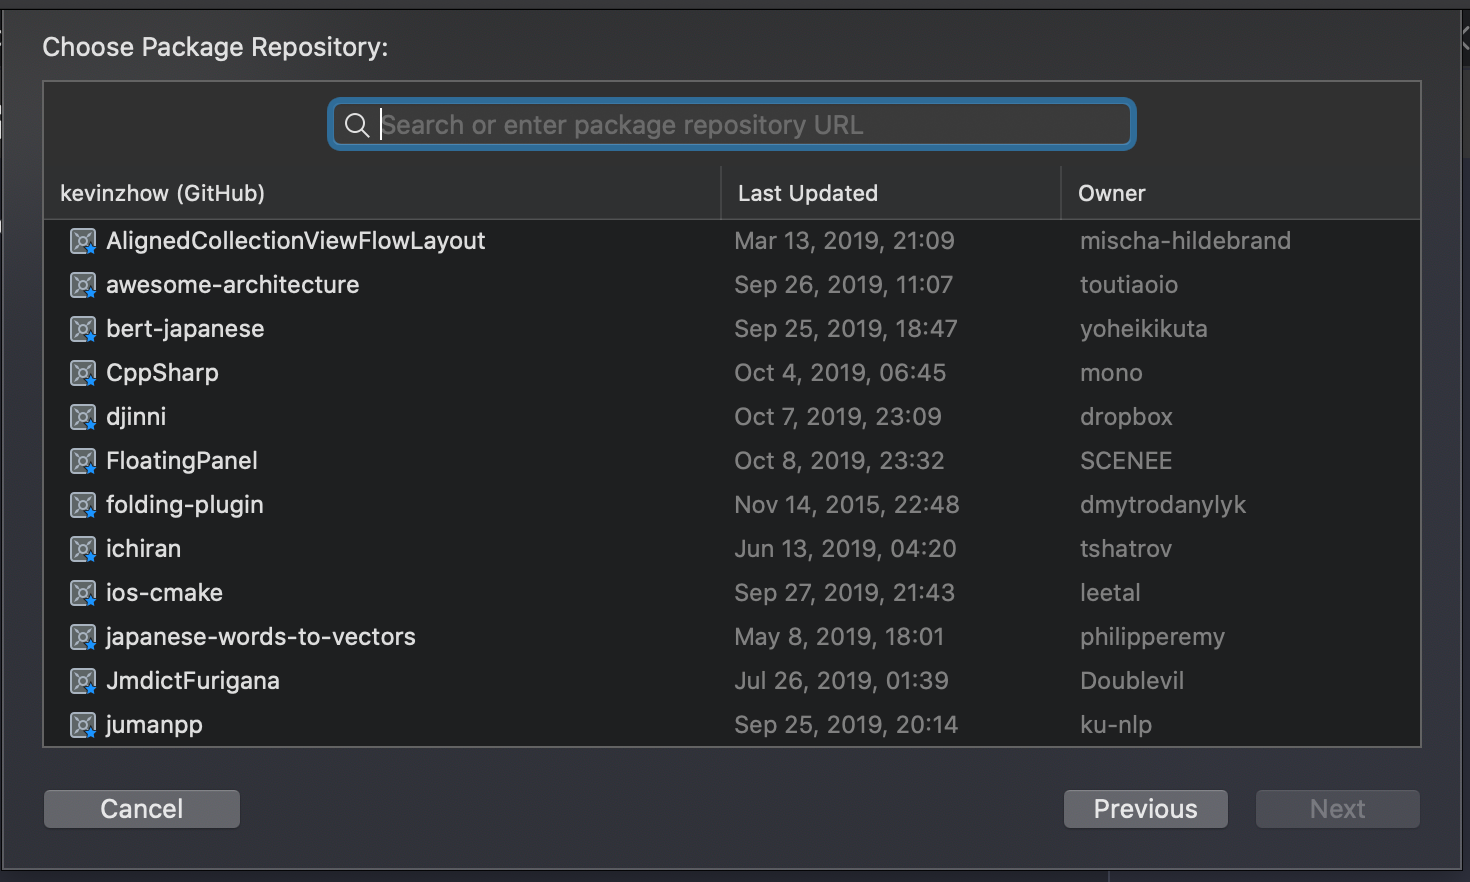 Choose Package Repository:
Search or enter package repository URL
kevinzhow (GitHub) Last Updated Owner
AlignedCollectionViewFlowLayout Mar 13, 2019, 21:09 mischa-hildebrand
awesome-architecture Sep 26, 2019, 11:07 toutiaoio
bert-japanese Sep 25, 2019, 18:47 yoheikikuta
CppSharp Oct 4, 2019, 06:45 mono
djinni Oct 7, 2019, 23:09 dropbox
FloatingPanel Oct 8, 2019, 23:32 SCENEE
folding-plugin Nov 14, 2015, 22:48 dmytrodanylyk
ichiran Jun 13, 2019, 04:20 tshatrov
ios-cmake Sep 27, 2019, 21:43 leetal
japanese-words-to-vectors May 8, 2019, 18:01 philipperemy
JmdictFurigana Jul 26, 2019, 01:39 Doublevil
jumanpp Sep 25, 2019, 20:14 ku-nlp
Cancel Previous Next